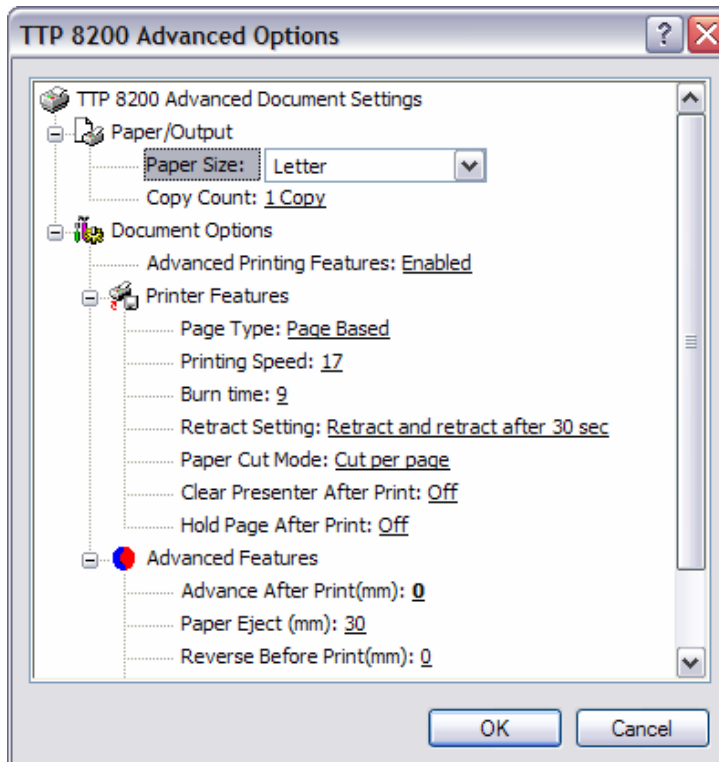 TTP 8200 Advanced Options
TTP 8200 Advanced Document Settings
Paper/Output
Paper Size: Letter
Copy Count: 1 Copy
Document Options
Advanced Printing Features: Enabled
Printer Features
Page Type: Page Based
Printing Speed: 17
Burn time: 9
Retract Setting: Retract and retract after 30 sec
Paper Cut Mode: Cut per page
Clear Presenter After Print: Off
Hold Page After Print: Off
Advanced Features
Advance After Print(mm): 0
Paper Eject (mm): 30
Reverse Before Print(mm): 0
OK Cancel